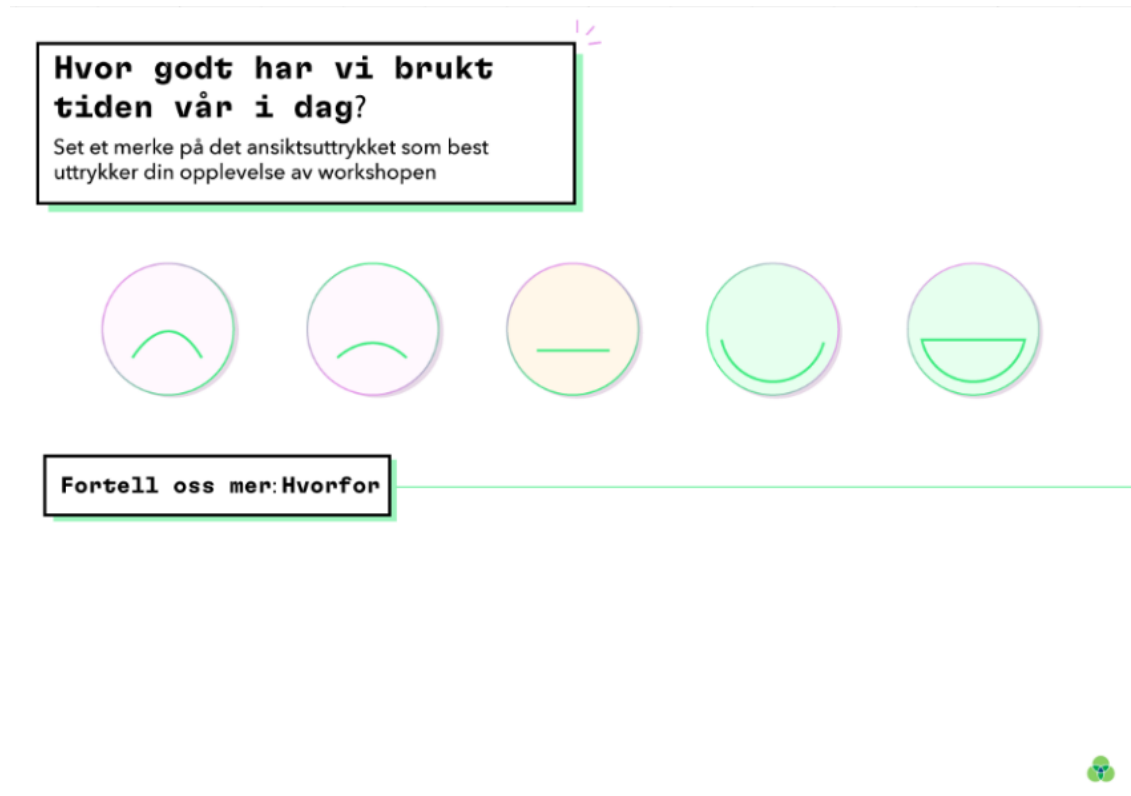 Hvor godt har vi brukt
tiden vår i dag?
Set et merke på det ansiktsuttrykket som best
uttrykker din opplevelse av workshopen
Fortell oss mer: Hvorfor